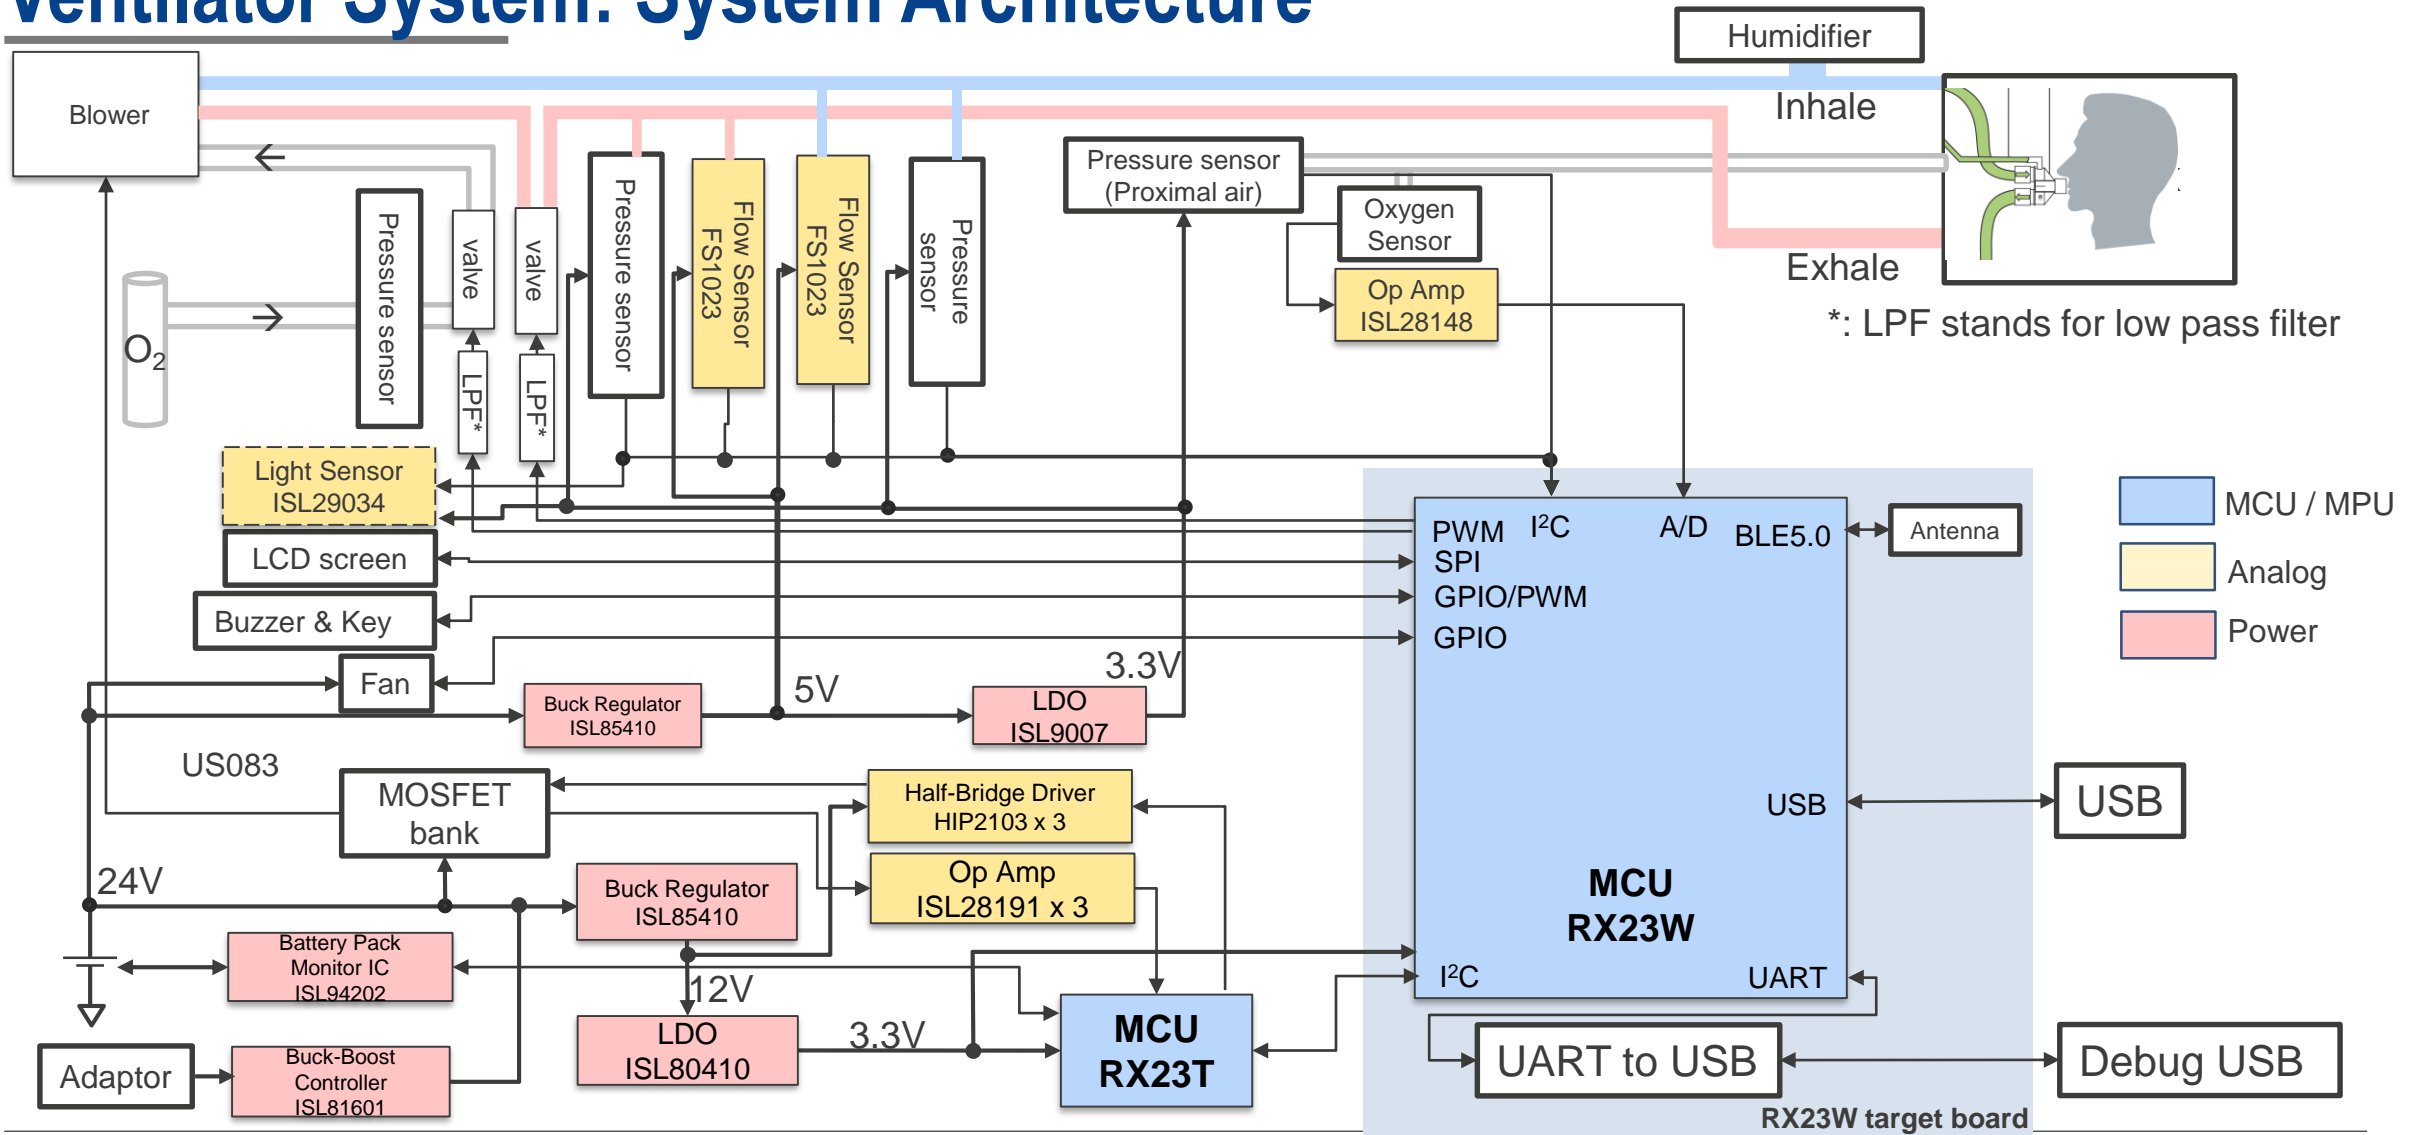 Ventilator System: System Architecture
Humidifier
Blower
Inhale
Pressure sensor
(Proximal air)
Oxygen
Sensor
Exhale
*: LPF stands for low pass filter
Op Amp
ISL28148
O2
Pressure sensor
valve
valve
LPF*
LPF*
Pressure sensor
Flow Sensor
FS1023
Flow Sensor
FS1023
Pressure
sensor
Light Sensor
ISL29034
LCD screen
Buzzer & Key
Fan
PWM
I2C
A/D
BLE5.0
Antenna
SPI
GPIO/PWM
GPIO
MCU / MPU
Analog
Power
Buck Regulator
ISL85410
5V
3.3V
LDO
ISL9007
US083
MOSFET
bank
Half-Bridge Driver
HIP2103 x 3
USB
USB
24V
Buck Regulator
ISL85410
Op Amp
ISL28191 x 3
MCU
RX23W
Battery Pack
Monitor IC
ISL94202
12V
I2C
UART
LDO
ISL80410
3.3V
MCU
RX23T
Adaptor
Buck-Boost
Controller
ISL81601
UART to USB
Debug USB
RX23W target board